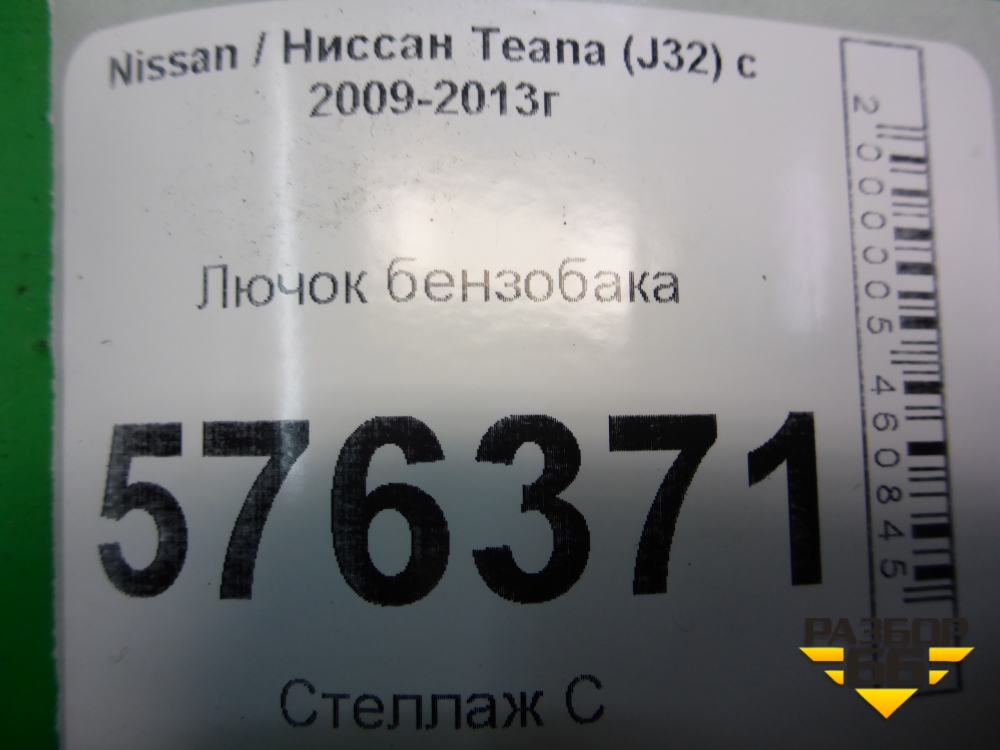 Nissan / Ниссан Teana (J32) с
2009-2013г
Лючок бензобака
576371
Стеллаж С
2000005460845
РАЗБОР
66